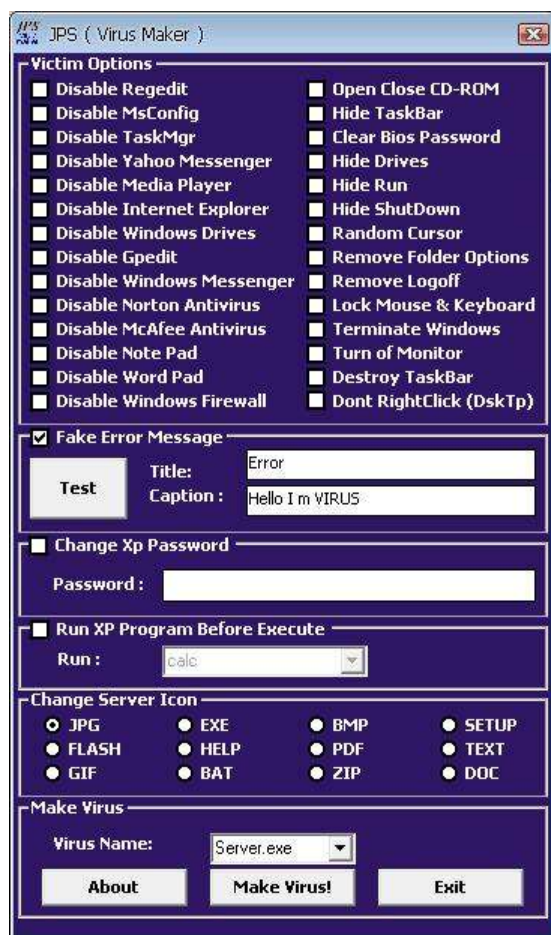 JPS ( Virus Maker )
Victim Options
Disable Regedit
Disable MsConfig
Disable TaskMgr
Disable Yahoo Messenger
Disable Media Player
Disable Internet Explorer
Disable Windows Drives
Disable Gpedit
Disable Windows Messenger
Disable Norton Antivirus
Disable McAfee Antivirus
Disable Note Pad
Disable Word Pad
Disable Windows Firewall
Open Close CD-ROM
Hide TaskBar
Clear Bios Password
Hide Drives
Hide Run
Hide ShutDown
Random Cursor
Remove Folder Options
Remove Logoff
Lock Mouse & Keyboard
Terminate Windows
Turn of Monitor
Destroy TaskBar
Dont RightClick (DskTp)
Fake Error Message
Test
Title:
Error
Caption :
Hello I m VIRUS
Change Xp Password
Password :
Run XP Program Before Execute
Run :
calc
Change Server Icon
JPG EXE BMP SETUP
FLASH HELP PDF TEXT
GIF BAT ZIP DOC
Make Virus
Virus Name:
Server.exe
About
Make Virus!
Exit